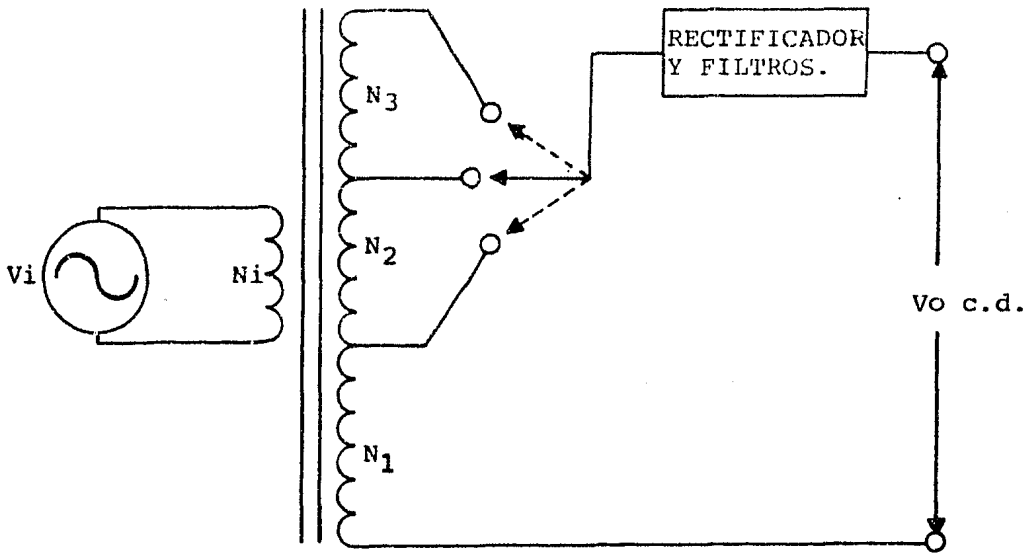 RECTIFICADOR
Y FILTROS.
N3
N2
Vi
Ni
Vo c.d.
N1